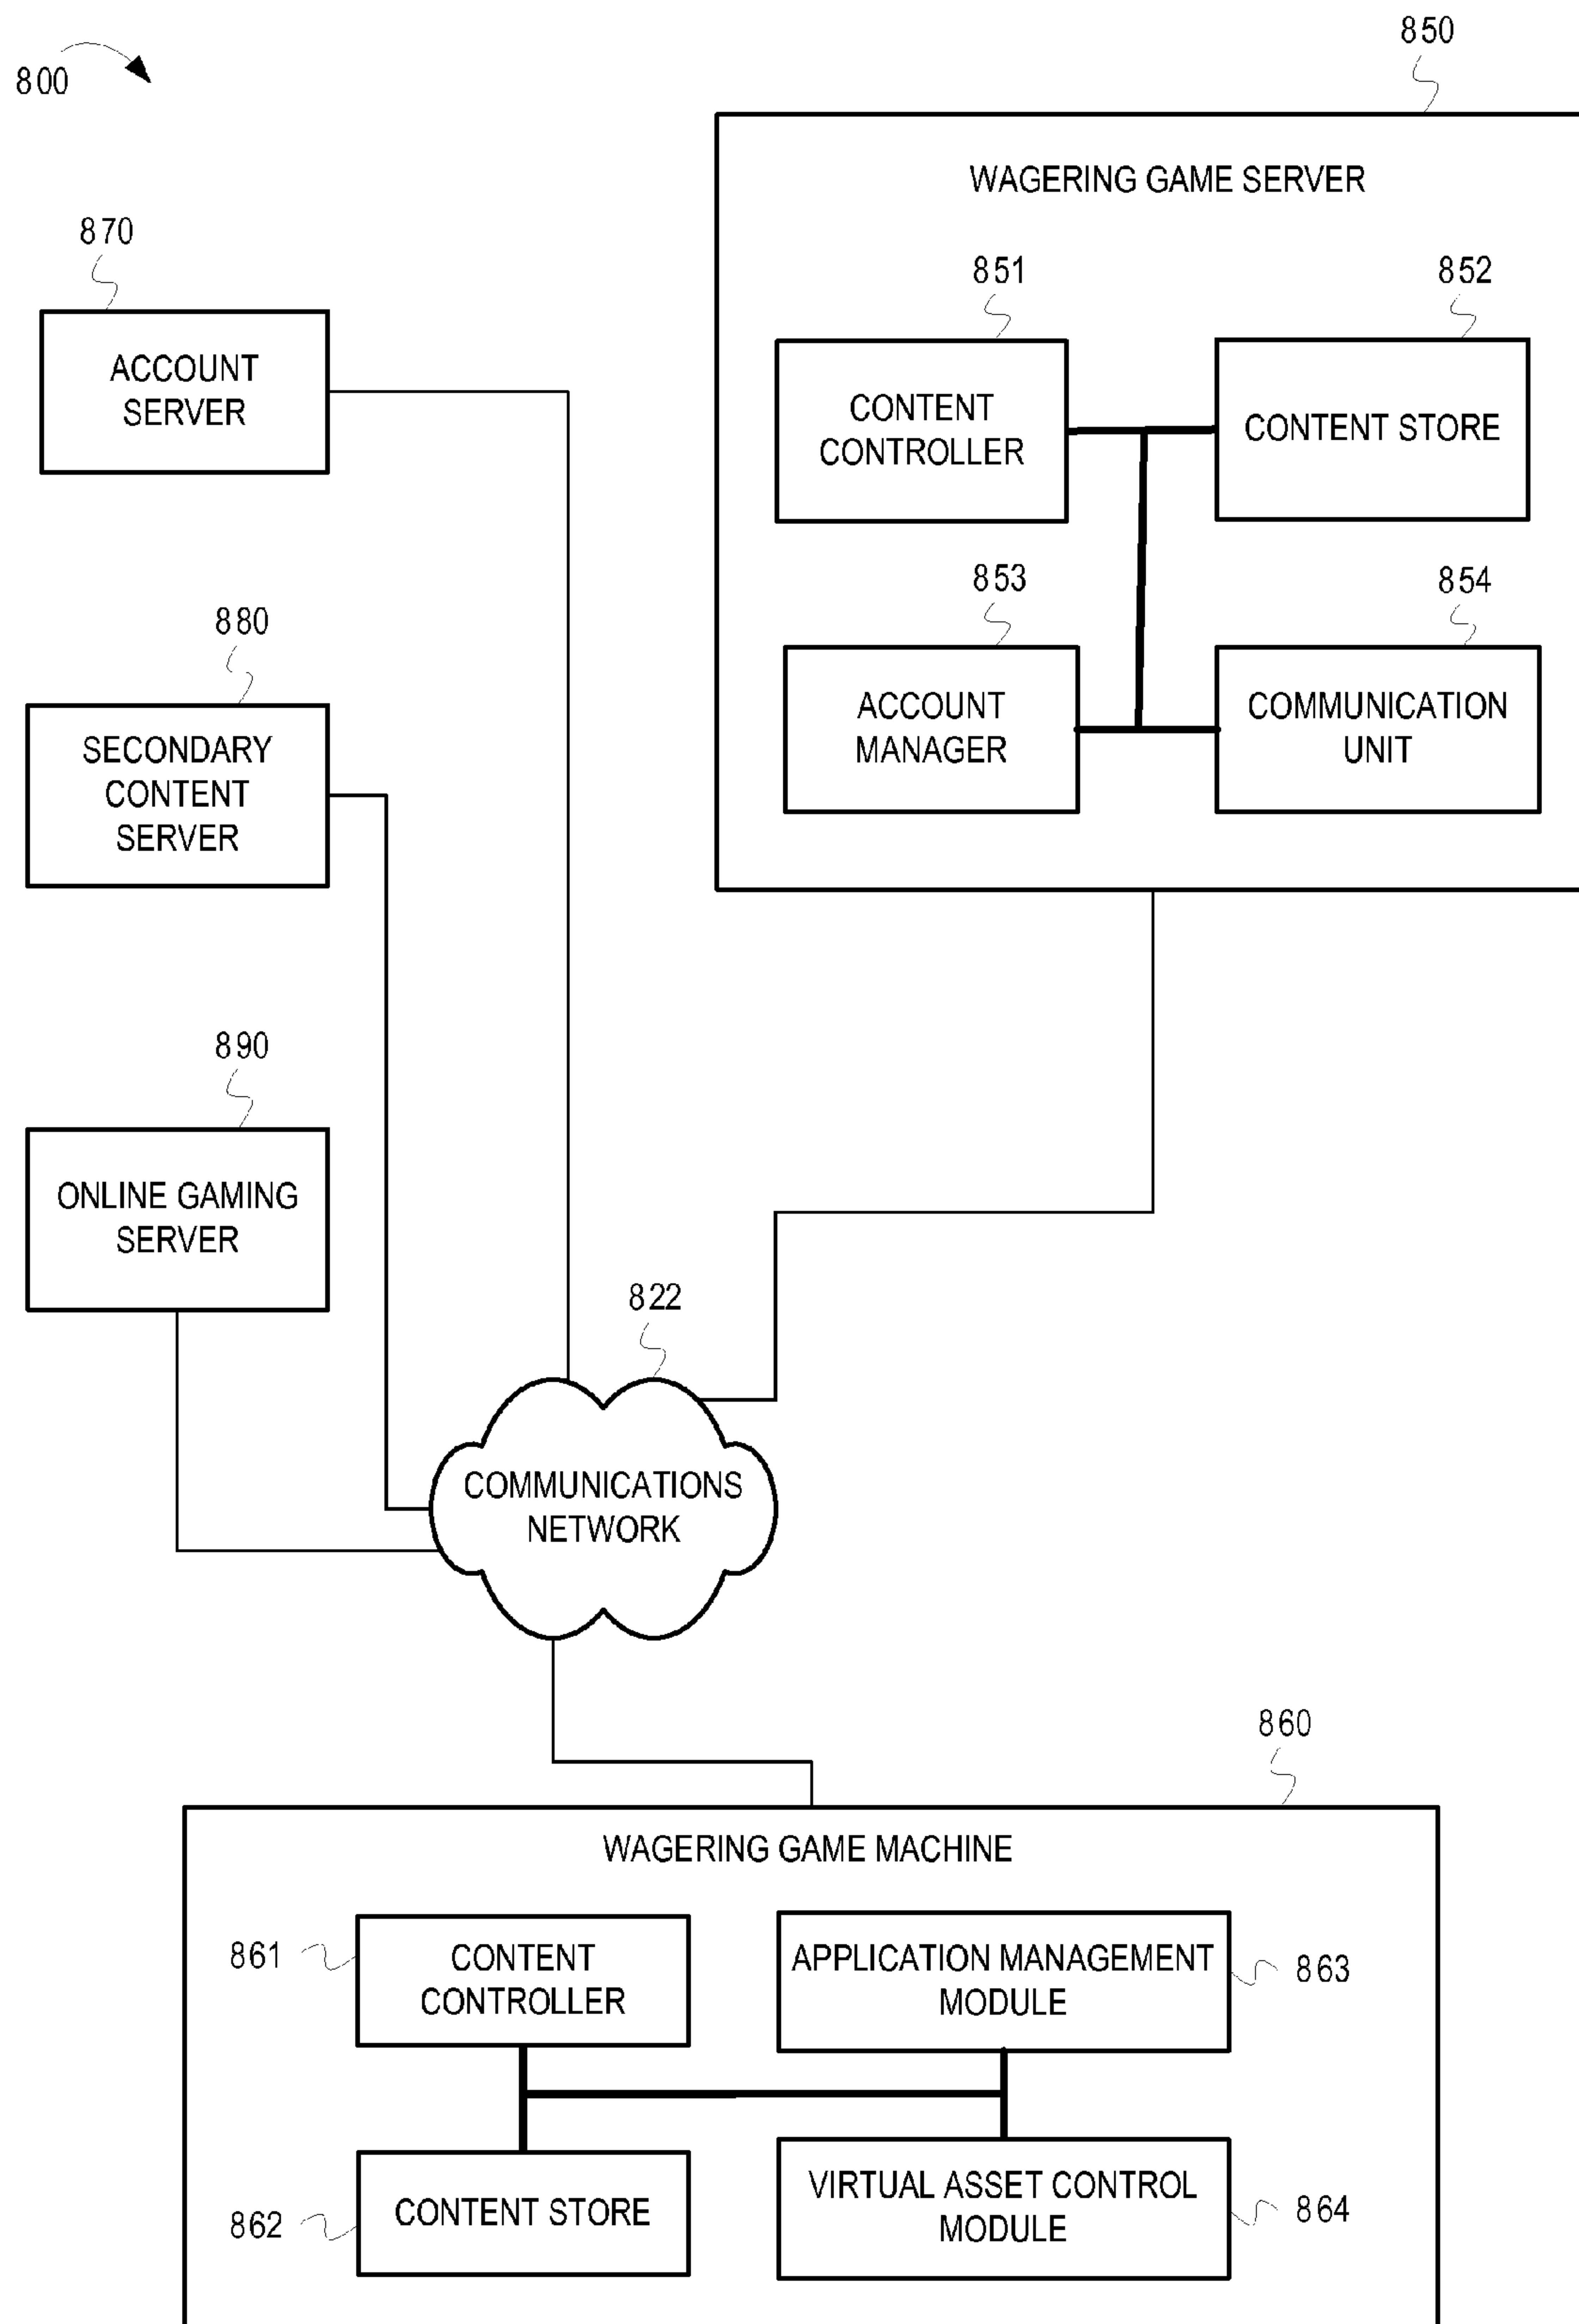 800
850
WAGERING GAME SERVER
870
ACCOUNT
SERVER
851
CONTENT
CONTROLLER
852
CONTENT STORE
853
ACCOUNT
MANAGER
854
COMMUNICATION
UNIT
880
SECONDARY
CONTENT
SERVER
890
ONLINE GAMING
SERVER
822
COMMUNICATIONS
NETWORK
860
WAGERING GAME MACHINE
861
CONTENT
CONTROLLER
APPLICATION MANAGEMENT
MODULE
863
862
CONTENT STORE
VIRTUAL ASSET CONTROL
MODULE
864